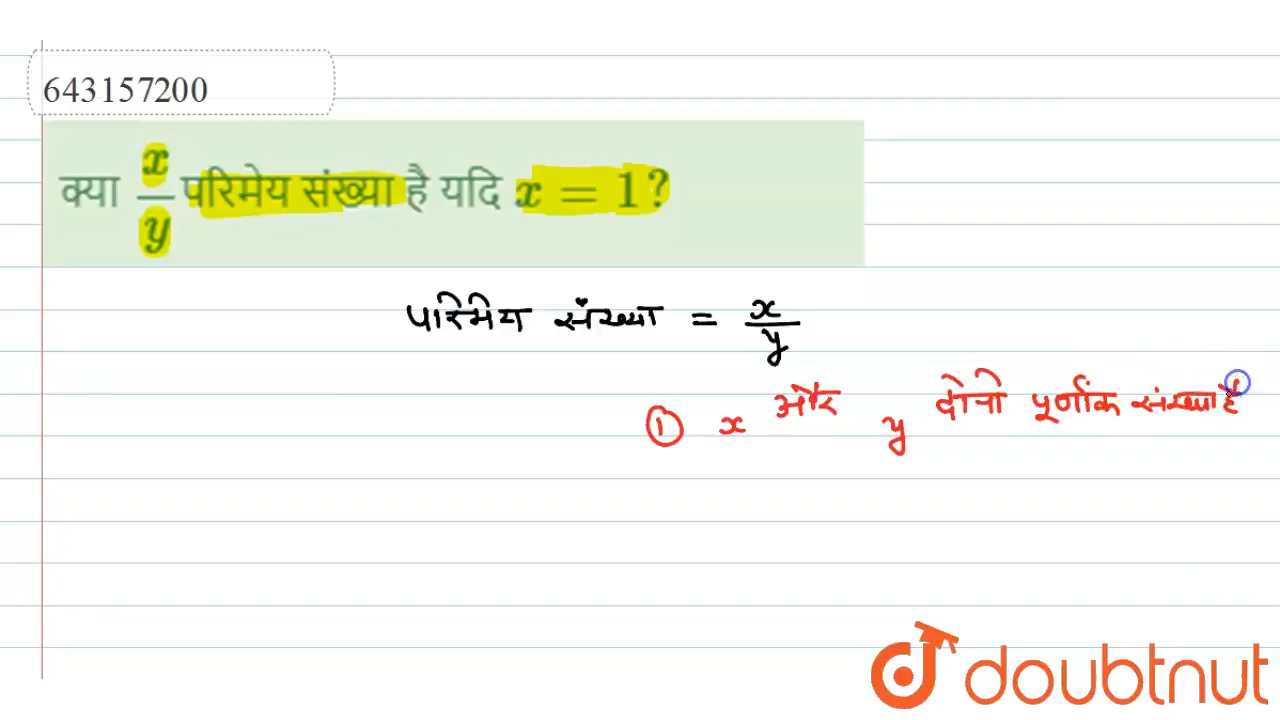 643157200
क्या x/y परिमेय संख्या है यदि x = 1?
परिमेय संख्या = x/y
① x और y दोनो पूर्णांक संख्या है
doubtnut